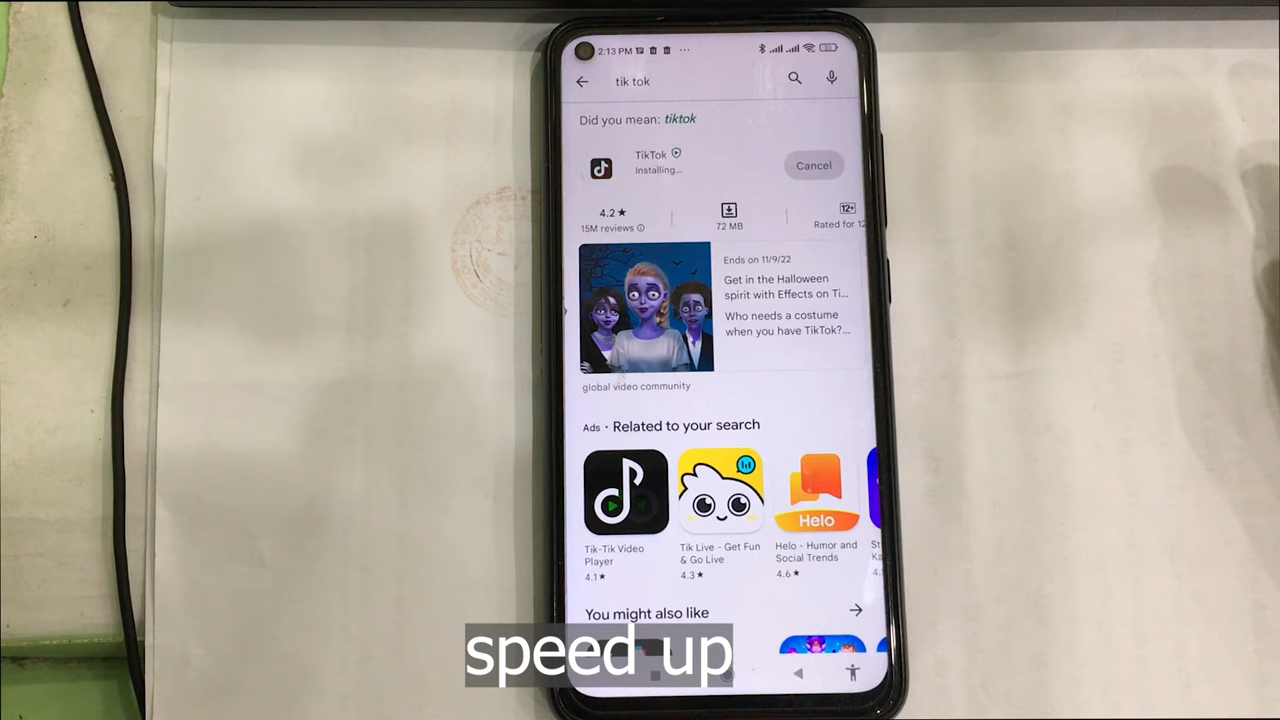 2:13 PM
tik tok
Did you mean: tiktok
TikTok
Installing...
Cancel
4.2★
15M reviews
72 MB
12+
Rated for 12
Ends on 11/9/22
Get in the Halloween
spirit with Effects on Ti...
Who needs a costume
when you have TikTok?...
global video community
Ads · Related to your search
Helo
Tik-Tik Video
Player
4.1★
Tik Live - Get Fun
& Go Live
4.3★
Helo - Humor and
Social Trends
4.6★
St
Ka
4.
You might also like
speed up